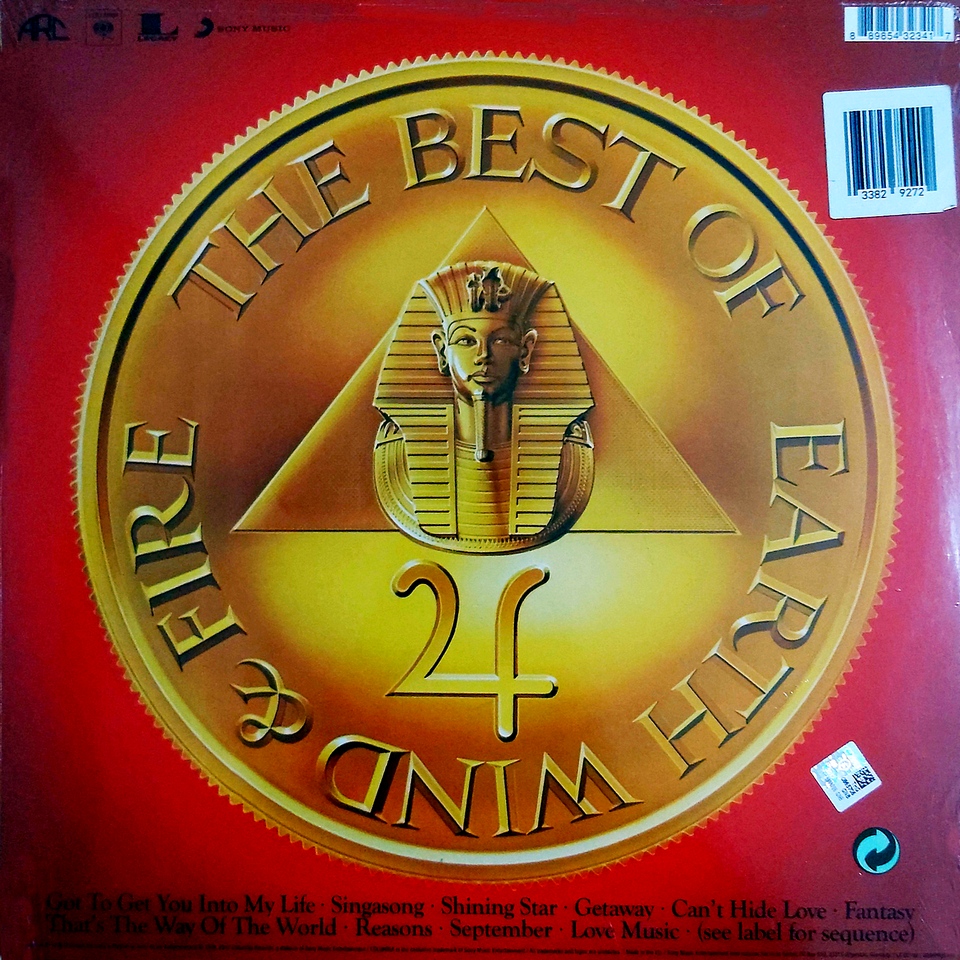 ARC SONY MUSIC
8 89854 32341 7
3382 9272
THE BEST OF EARTH WIND & FIRE
Got To Get You Into My Life · Singasong · Shining Star · Getaway · Can't Hide Love · Fantasy
That's The Way Of The World · Reasons · September · Love Music · (see label for sequence)